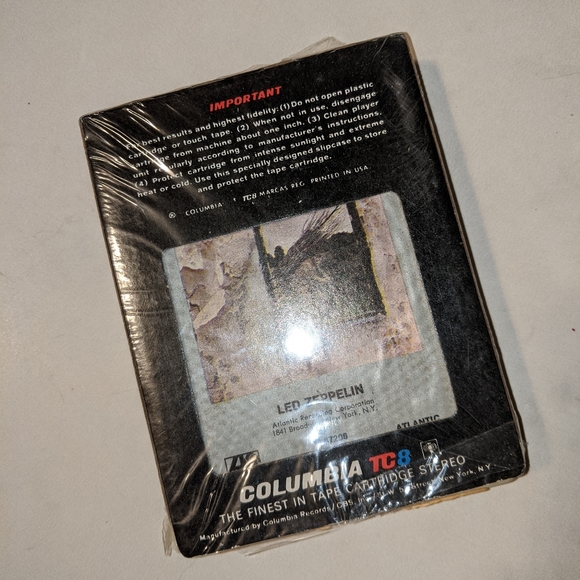 IMPORTANT
For best results and highest fidelity: (1) Do not open plastic
cartridge or touch tape. (2) When not in use, disengage
cartridge from machine about one inch. (3) Clean player
unit regularly according to manufacturer's instructions.
(4) Protect cartridge from intense sunlight and extreme
heat or cold. Use this specially designed slipcase to store
and protect the tape cartridge.
® COLUMBIA TC8 MARCAS REG. PRINTED IN USA
LED ZEPPELIN
Atlantic Recording Corporation
1841 Broadway, New York, N.Y.
ATLANTIC
COLUMBIA TC8
THE FINEST IN TAPE CARTRIDGE STEREO
Manufactured by Columbia Records/CBS, Street, New York, N.Y.